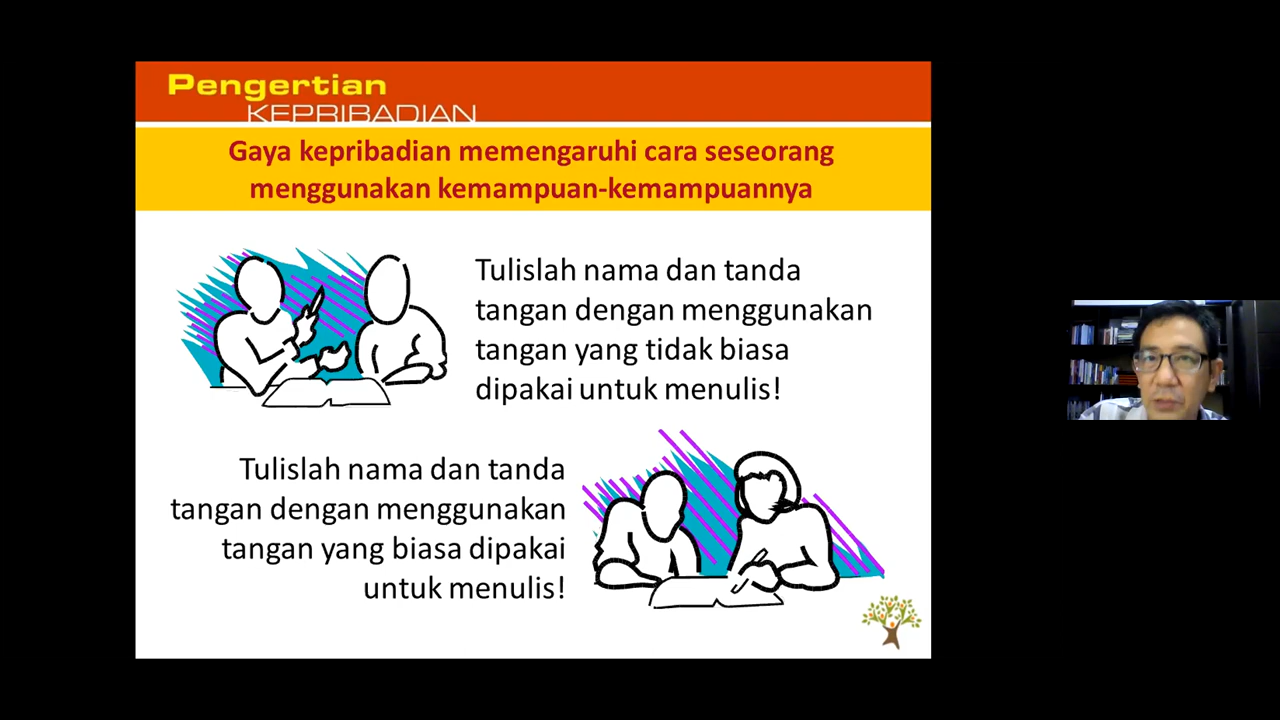 Pengertian
KEPRIBADIAN
Gaya kepribadian memengaruhi cara seseorang
menggunakan kemampuan-kemampuannya
Tulislah nama dan tanda
tangan dengan menggunakan
tangan yang tidak biasa
dipakai untuk menulis!
Tulislah nama dan tanda
tangan dengan menggunakan
tangan yang biasa dipakai
untuk menulis!